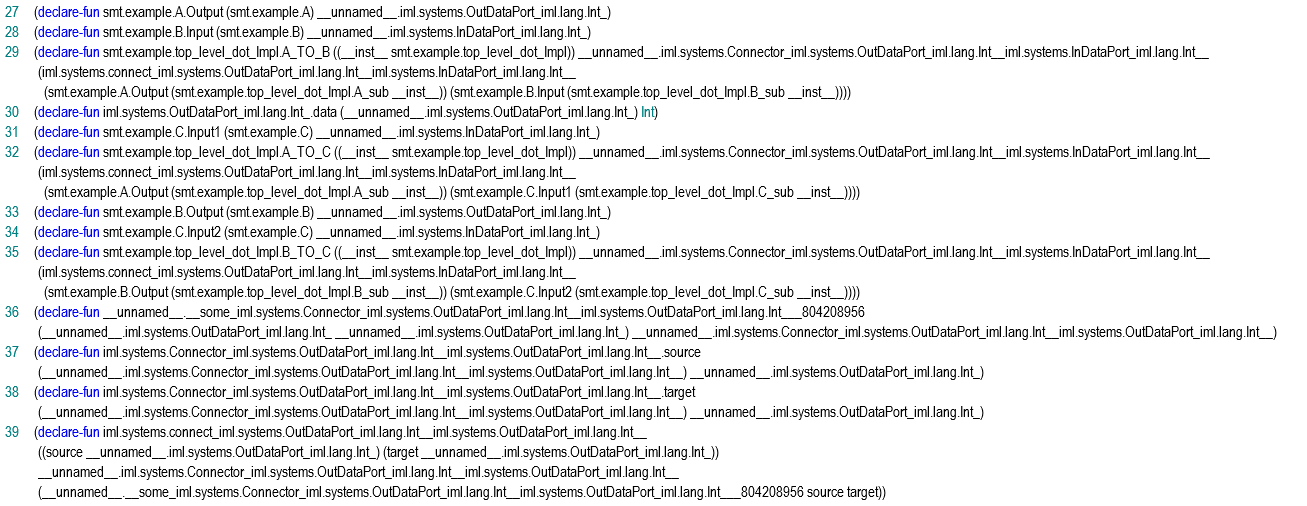 27 (declare-fun smt.example.A.Output (smt.example.A) __unnamed__.iml.systems.OutDataPort_iml.lang.Int_)
28 (declare-fun smt.example.B.Input (smt.example.B) __unnamed__.iml.systems.InDataPort_iml.lang.Int_)
29 (declare-fun smt.example.top_level_dot_Impl.A_TO_B ((__inst__ smt.example.top_level_dot_Impl)) __unnamed__.iml.systems.Connector_iml.systems.OutDataPort_iml.lang.Int__iml.systems.InDataPort_iml.lang.Int__
(iml.systems.connect_iml.systems.OutDataPort_iml.lang.Int__iml.systems.InDataPort_iml.lang.Int__
(smt.example.A.Output (smt.example.top_level_dot_Impl.A_sub __inst__)) (smt.example.B.Input (smt.example.top_level_dot_Impl.B_sub __inst__))))
30 (declare-fun iml.systems.OutDataPort_iml.lang.Int_.data (__unnamed__.iml.systems.OutDataPort_iml.lang.Int_) Int)
31 (declare-fun smt.example.C.Input1 (smt.example.C) __unnamed__.iml.systems.InDataPort_iml.lang.Int_)
32 (declare-fun smt.example.top_level_dot_Impl.A_TO_C ((__inst__ smt.example.top_level_dot_Impl)) __unnamed__.iml.systems.Connector_iml.systems.OutDataPort_iml.lang.Int__iml.systems.InDataPort_iml.lang.Int__
(iml.systems.connect_iml.systems.OutDataPort_iml.lang.Int__iml.systems.InDataPort_iml.lang.Int__
(smt.example.A.Output (smt.example.top_level_dot_Impl.A_sub __inst__)) (smt.example.C.Input1 (smt.example.top_level_dot_Impl.C_sub __inst__))))
33 (declare-fun smt.example.B.Output (smt.example.B) __unnamed__.iml.systems.OutDataPort_iml.lang.Int_)
34 (declare-fun smt.example.C.Input2 (smt.example.C) __unnamed__.iml.systems.InDataPort_iml.lang.Int_)
35 (declare-fun smt.example.top_level_dot_Impl.B_TO_C ((__inst__ smt.example.top_level_dot_Impl)) __unnamed__.iml.systems.Connector_iml.systems.OutDataPort_iml.lang.Int__iml.systems.InDataPort_iml.lang.Int__
(iml.systems.connect_iml.systems.OutDataPort_iml.lang.Int__iml.systems.InDataPort_iml.lang.Int__
(smt.example.B.Output (smt.example.top_level_dot_Impl.B_sub __inst__)) (smt.example.C.Input2 (smt.example.top_level_dot_Impl.C_sub __inst__))))
36 (declare-fun __unnamed__.__some_iml.systems.Connector_iml.systems.OutDataPort_iml.lang.Int__iml.systems.OutDataPort_iml.lang.Int___804208956
(__unnamed__.iml.systems.OutDataPort_iml.lang.Int_ __unnamed__.iml.systems.OutDataPort_iml.lang.Int_) __unnamed__.iml.systems.Connector_iml.systems.OutDataPort_iml.lang.Int__iml.systems.OutDataPort_iml.lang.Int__)
37 (declare-fun iml.systems.Connector_iml.systems.OutDataPort_iml.lang.Int__iml.systems.OutDataPort_iml.lang.Int__.source
(__unnamed__.iml.systems.Connector_iml.systems.OutDataPort_iml.lang.Int__iml.systems.OutDataPort_iml.lang.Int__) __unnamed__.iml.systems.OutDataPort_iml.lang.Int_)
38 (declare-fun iml.systems.Connector_iml.systems.OutDataPort_iml.lang.Int__iml.systems.OutDataPort_iml.lang.Int__.target
(__unnamed__.iml.systems.Connector_iml.systems.OutDataPort_iml.lang.Int__iml.systems.OutDataPort_iml.lang.Int__) __unnamed__.iml.systems.OutDataPort_iml.lang.Int_)
39 (declare-fun iml.systems.connect_iml.systems.OutDataPort_iml.lang.Int__iml.systems.OutDataPort_iml.lang.Int__
((source __unnamed__.iml.systems.OutDataPort_iml.lang.Int_) (target __unnamed__.iml.systems.OutDataPort_iml.lang.Int_))
__unnamed__.iml.systems.Connector_iml.systems.OutDataPort_iml.lang.Int__iml.systems.OutDataPort_iml.lang.Int__
(__unnamed__.__some_iml.systems.Connector_iml.systems.OutDataPort_iml.lang.Int__iml.systems.OutDataPort_iml.lang.Int___804208956 source target))